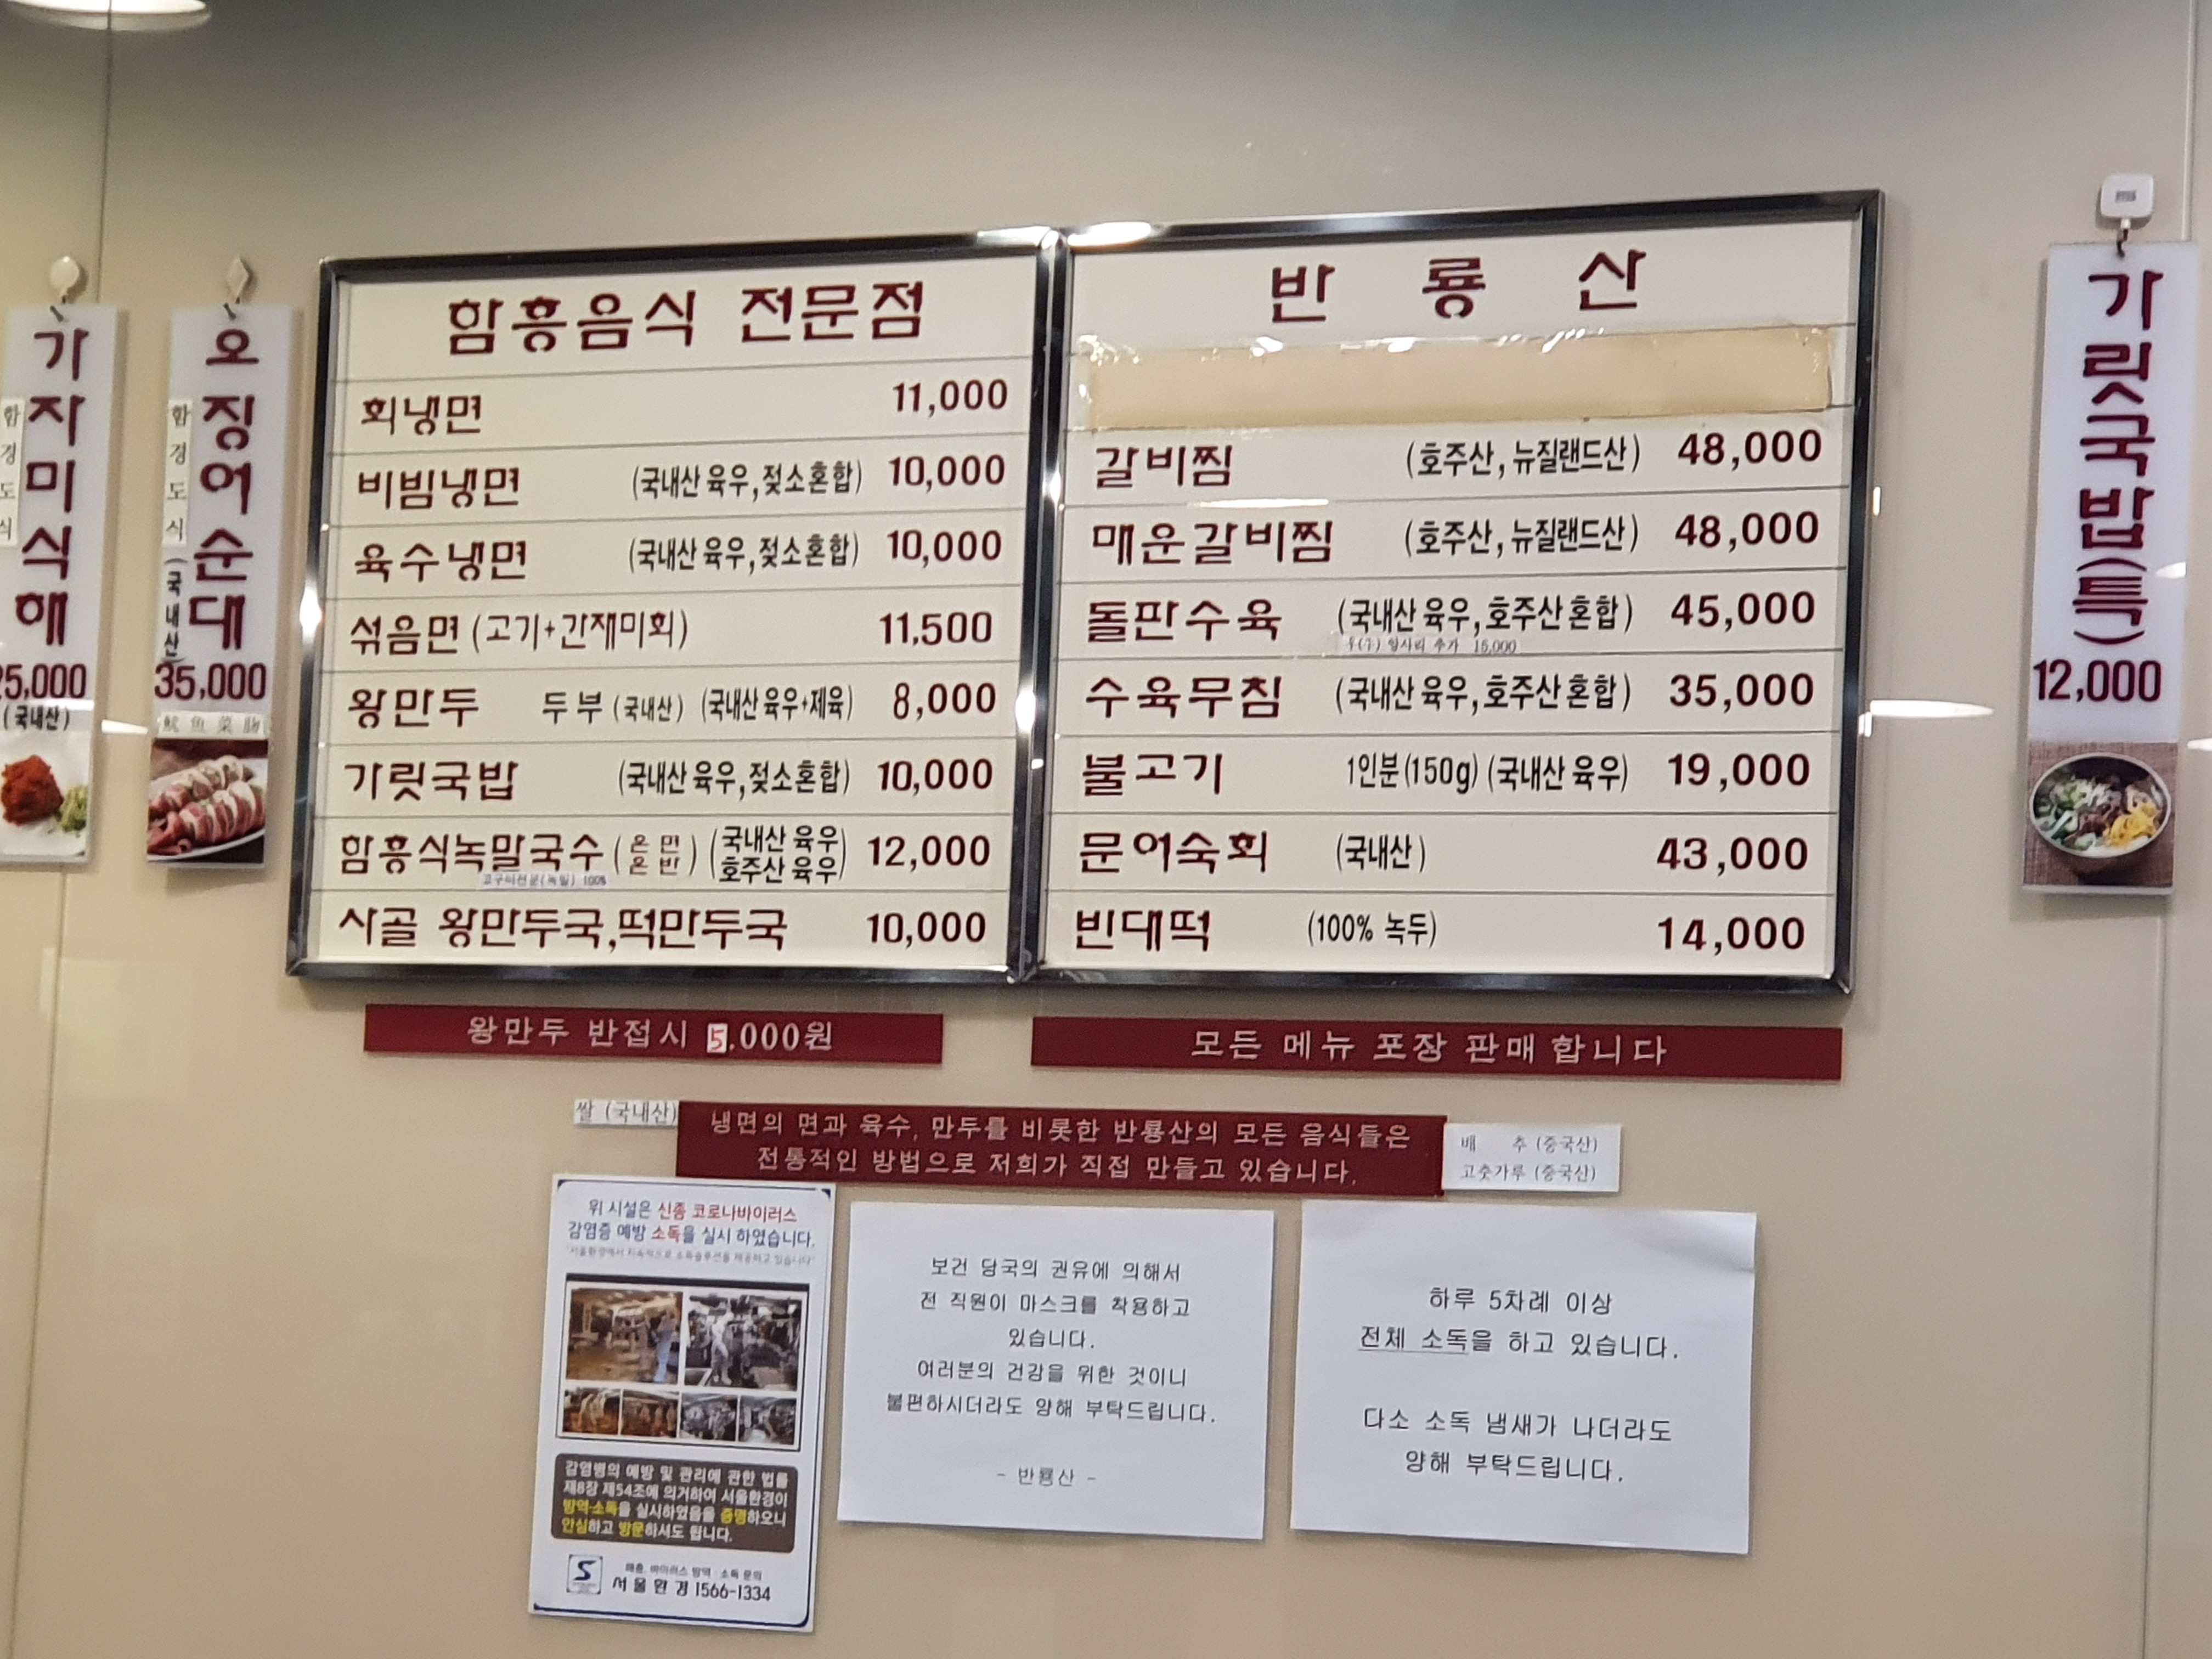 가자미식해
함경도식
25,000
(국내산)
오징어순대
함경도식
(국내산)
35,000
함흥음식 전문점
회냉면 11,000
비빔냉면 (국내산 육우,젖소혼합) 10,000
육수냉면 (국내산 육우,젖소혼합) 10,000
섞음면 (고기+간재미회) 11,500
왕만두 두부 (국내산) (국내산 육우+제육) 8,000
가릿국밥 (국내산 육우,젖소혼합) 10,000
함흥식녹말국수 (온면 온반) (국내산 육우 호주산 육우) 12,000
사골 왕만두국,떡만두국 10,000
반룡산
갈비찜 (호주산, 뉴질랜드산) 48,000
매운갈비찜 (호주산, 뉴질랜드산) 48,000
돌판수육 (국내산 육우, 호주산 혼합) 45,000
추가 15,000
수육무침 (국내산 육우, 호주산 혼합) 35,000
불고기 1인분(150g) (국내산 육우) 19,000
문어숙회 (국내산) 43,000
빈대떡 (100% 녹두) 14,000
가릿국밥(특)
12,000
왕만두 반접시 5.000원
모든 메뉴 포장 판매 합니다
쌀 (국내산)
냉면의 면과 육수, 만두를 비롯한 반룡산의 모든 음식들은
전통적인 방법으로 저희가 직접 만들고 있습니다.
배 추 (중국산)
고춧가루 (중국산)
위 시설은 신종 코로나바이러스
감염증 예방 소독을 실시 하였습니다.
감염병의 예방 및 관리에 관한 법률
제8장 제54조에 의거하여 서울환경이
방역·소독을 실시하였음을 증명하오니
안심하고 방문하셔도 됩니다.
해충, 바이러스 방역·소독 문의
서울환경 1566-1334
보건 당국의 권유에 의해서
전 직원이 마스크를 착용하고
있습니다.
여러분의 건강을 위한 것이니
불편하시더라도 양해 부탁드립니다.
- 반룡산 -
하루 5차례 이상
전체 소독을 하고 있습니다.
다소 소독 냄새가 나더라도
양해 부탁드립니다.